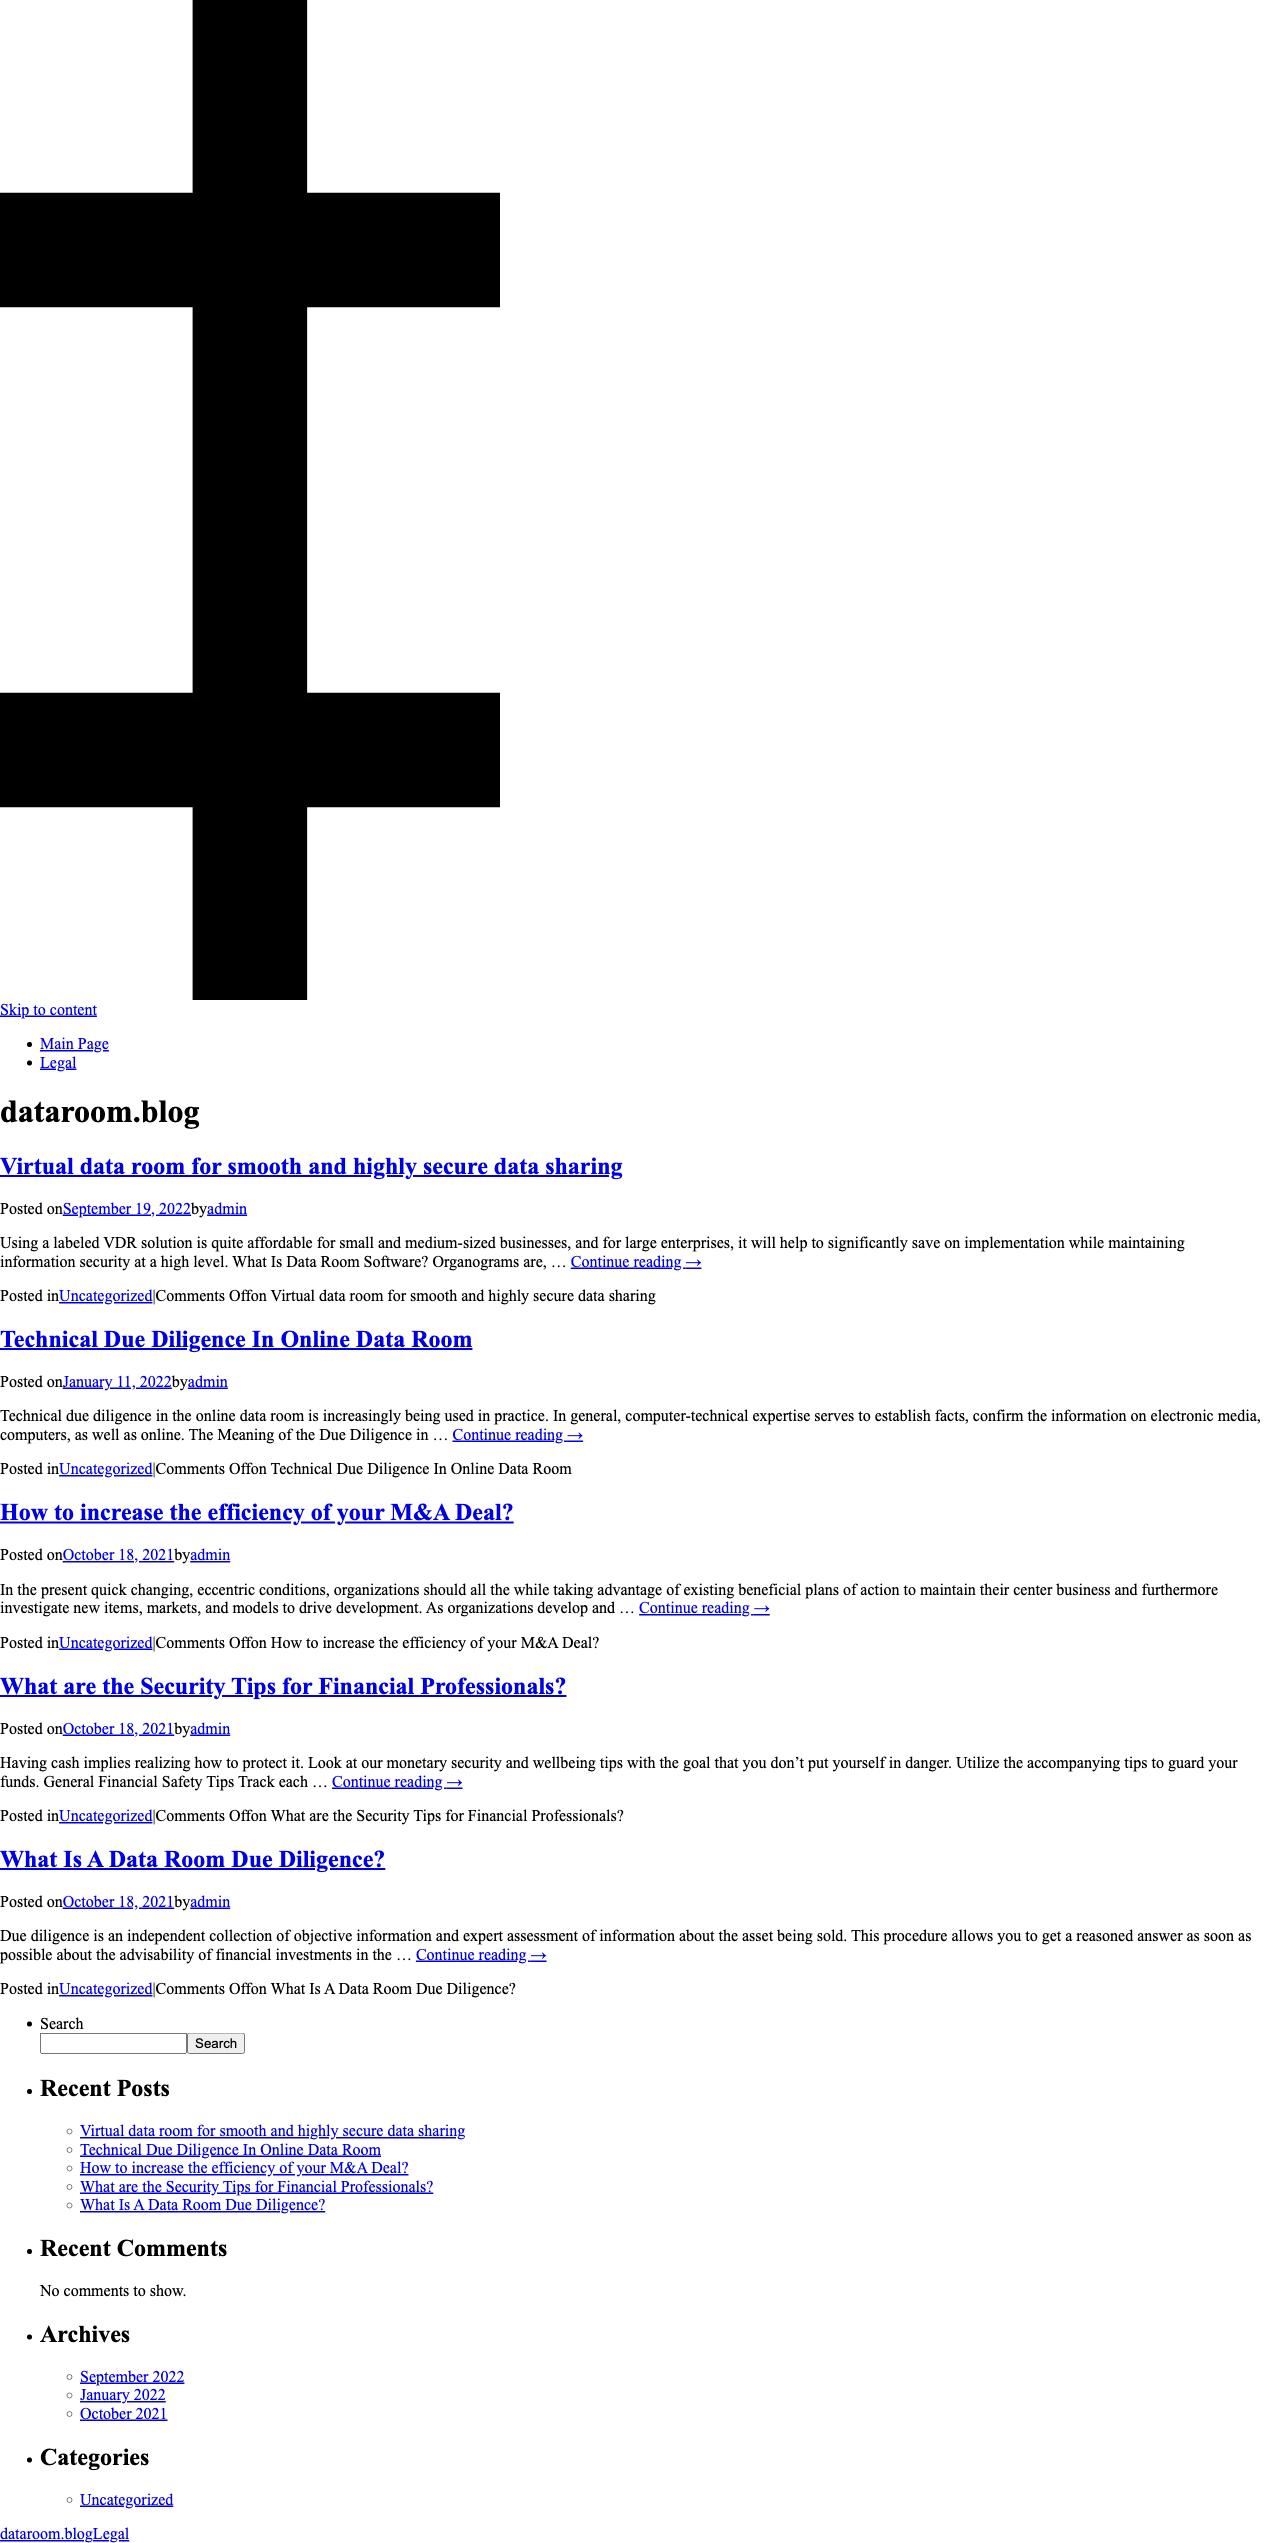 Skip to content
Main Page
Legal
dataroom.blog
Virtual data room for smooth and highly secure data sharing
Posted onSeptember 19, 2022byadmin
Using a labeled VDR solution is quite affordable for small and medium-sized businesses, and for large enterprises, it will help to significantly save on implementation while maintaining
information security at a high level. What Is Data Room Software? Organograms are, … Continue reading →
Posted inUncategorized|Comments Offon Virtual data room for smooth and highly secure data sharing
Technical Due Diligence In Online Data Room
Posted onJanuary 11, 2022byadmin
Technical due diligence in the online data room is increasingly being used in practice. In general, computer-technical expertise serves to establish facts, confirm the information on electronic media,
computers, as well as online. The Meaning of the Due Diligence in … Continue reading →
Posted inUncategorized|Comments Offon Technical Due Diligence In Online Data Room
How to increase the efficiency of your M&A Deal?
Posted onOctober 18, 2021byadmin
In the present quick changing, eccentric conditions, organizations should all the while taking advantage of existing beneficial plans of action to maintain their center business and furthermore
investigate new items, markets, and models to drive development. As organizations develop and … Continue reading →
Posted inUncategorized|Comments Offon How to increase the efficiency of your M&A Deal?
What are the Security Tips for Financial Professionals?
Posted onOctober 18, 2021byadmin
Having cash implies realizing how to protect it. Look at our monetary security and wellbeing tips with the goal that you don’t put yourself in danger. Utilize the accompanying tips to guard your
funds. General Financial Safety Tips Track each … Continue reading →
Posted inUncategorized|Comments Offon What are the Security Tips for Financial Professionals?
What Is A Data Room Due Diligence?
Posted onOctober 18, 2021byadmin
Due diligence is an independent collection of objective information and expert assessment of information about the asset being sold. This procedure allows you to get a reasoned answer as soon as
possible about the advisability of financial investments in the … Continue reading →
Posted inUncategorized|Comments Offon What Is A Data Room Due Diligence?
Search
Search
Recent Posts
Virtual data room for smooth and highly secure data sharing
Technical Due Diligence In Online Data Room
How to increase the efficiency of your M&A Deal?
What are the Security Tips for Financial Professionals?
What Is A Data Room Due Diligence?
Recent Comments
No comments to show.
Archives
September 2022
January 2022
October 2021
Categories
Uncategorized
dataroom.blogLegal